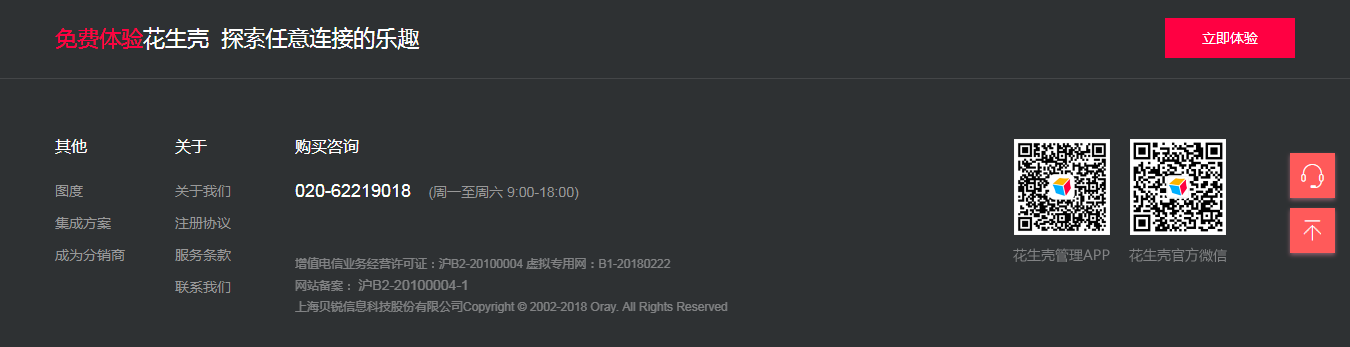 免费体验花生壳 探索任意连接的乐趣
立即体验
其他
图度
集成方案
成为分销商
关于
关于我们
注册协议
服务条款
联系我们
购买咨询
020-62219018 (周一至周六 9:00-18:00)
增值电信业务经营许可证：沪B2-20100004 虚拟专用网：B1-20180222
网站备案： 沪B2-20100004-1
上海贝锐信息科技股份有限公司Copyright © 2002-2018 Oray. All Rights Reserved
花生壳管理APP
花生壳官方微信